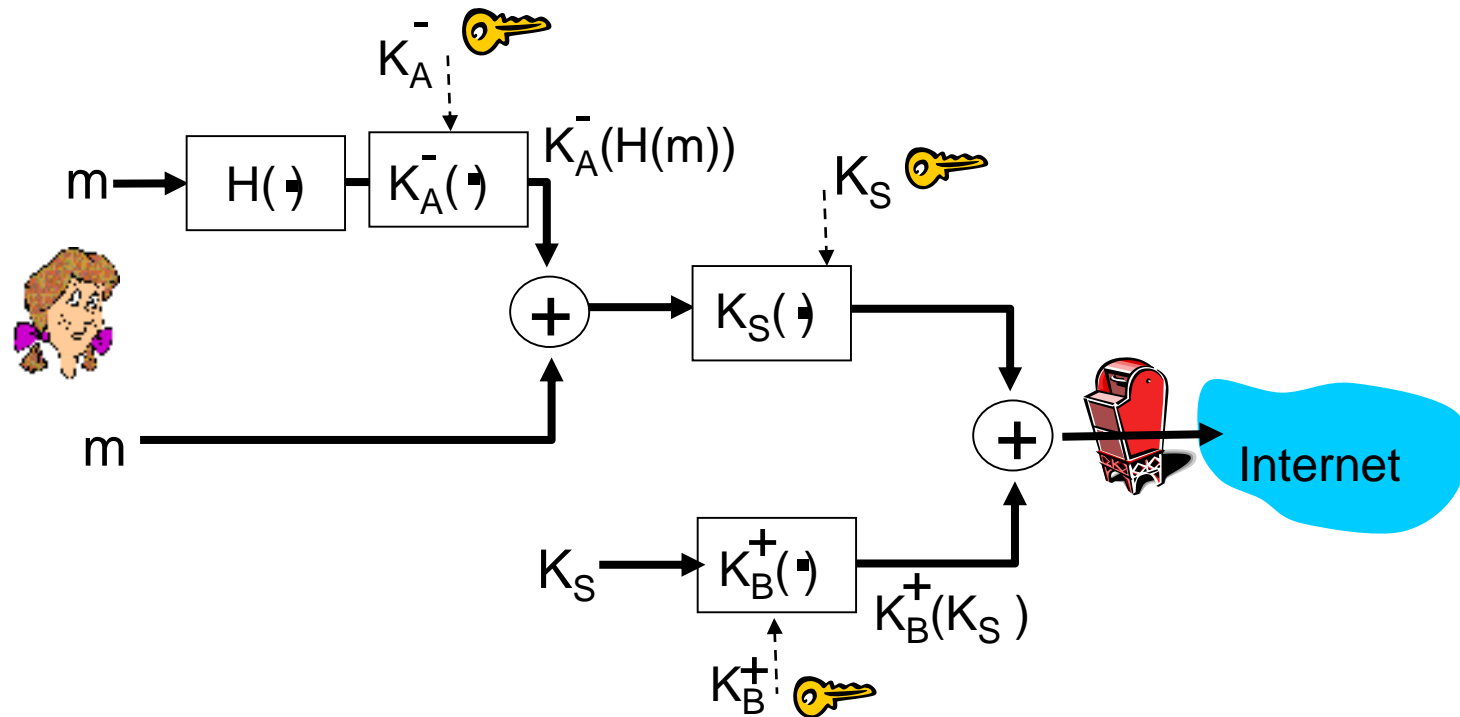 K_A^-
m
H(·)
K_A^-(·)
K_A^-(H(m))
K_S
+
K_S(·)
m
+
Internet
K_S
K_B^+(·)
K_B^+(K_S )
K_B^+